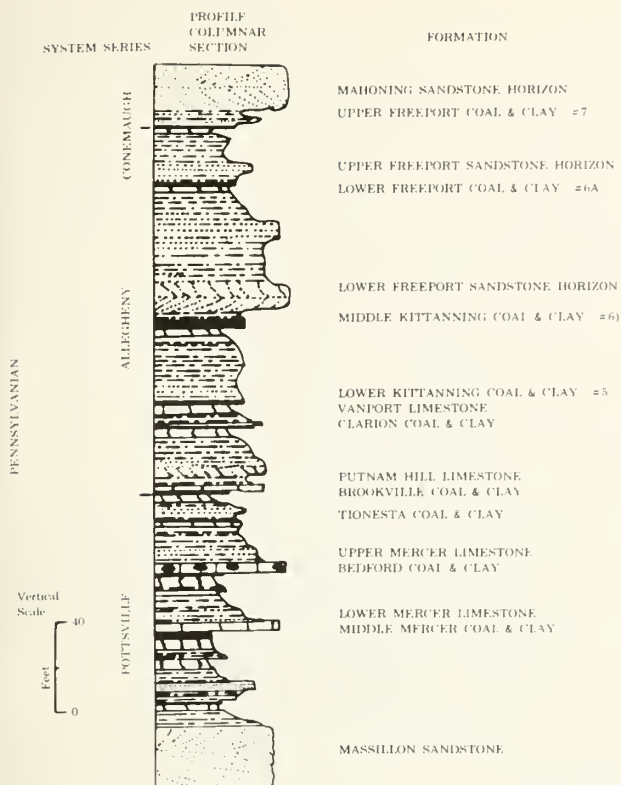 SYSTEM SERIES
PROFILE
COLUMNAR
SECTION
FORMATION
PENNSYLVANIAN
CONEMAUGH
ALLEGHENY
POTTSVILLE
MAHONING SANDSTONE HORIZON
UPPER FREEPORT COAL & CLAY #7
UPPER FREEPORT SANDSTONE HORIZON
LOWER FREEPORT COAL & CLAY #6A
LOWER FREEPORT SANDSTONE HORIZON
MIDDLE KITTANNING COAL & CLAY #6)
LOWER KITTANNING COAL & CLAY #5
VANPORT LIMESTONE
CLARION COAL & CLAY
PUTNAM HILL LIMESTONE
BROOKVILLE COAL & CLAY
TIONESTA COAL & CLAY
UPPER MERCER LIMESTONE
BEDFORD COAL & CLAY
LOWER MERCER LIMESTONE
MIDDLE MERCER COAL & CLAY
MASSILLON SANDSTONE
Vertical
Scale
40
Feet
0